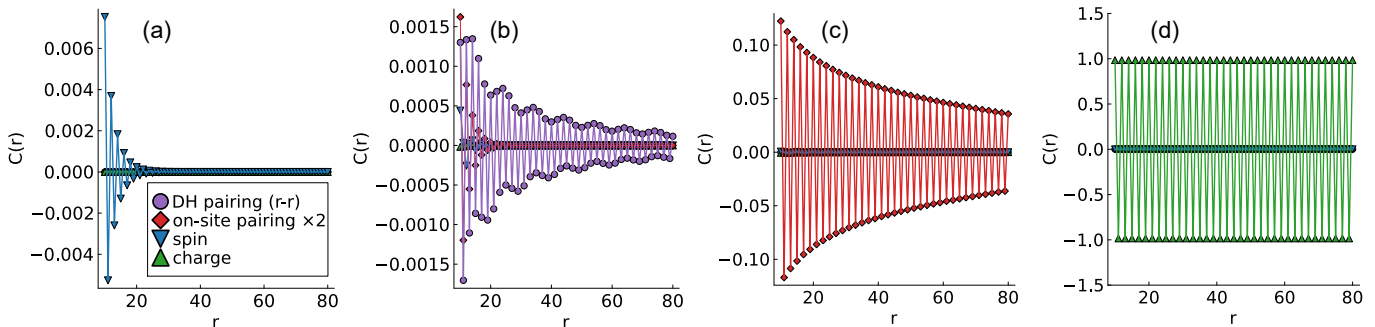 (a)
C(r)
0.006
0.004
0.002
0.000
−0.002
−0.004
DH pairing (r-r)
on-site pairing ×2
spin
charge
20
40
60
80
r
(b)
C(r)
0.0015
0.0010
0.0005
0.0000
−0.0005
−0.0010
−0.0015
20
40
60
80
r
(c)
C(r)
0.10
0.05
0.00
−0.05
−0.10
20
40
60
80
r
(d)
C(r)
1.5
1.0
0.5
0.0
−0.5
−1.0
−1.5
20
40
60
80
r